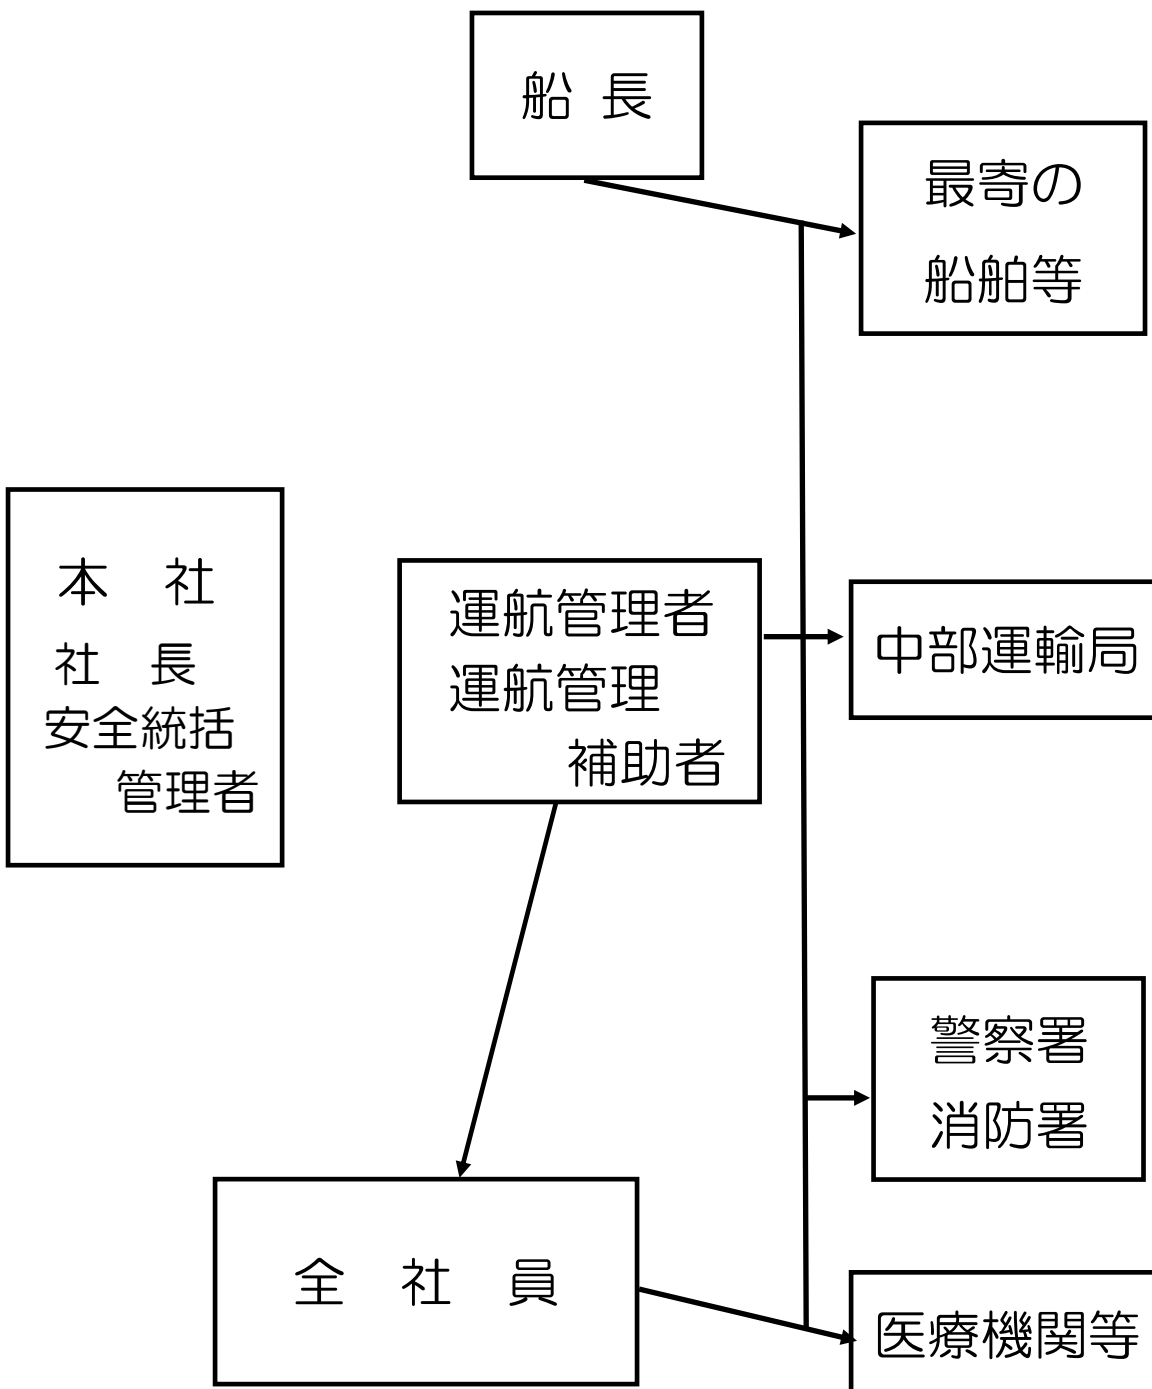 船 長
最寄の
船舶等
本 社
社 長
安全統括
管理者
運航管理者
運航管理
補助者
中部運輸局
警察署
消防署
全 社 員
医療機関等